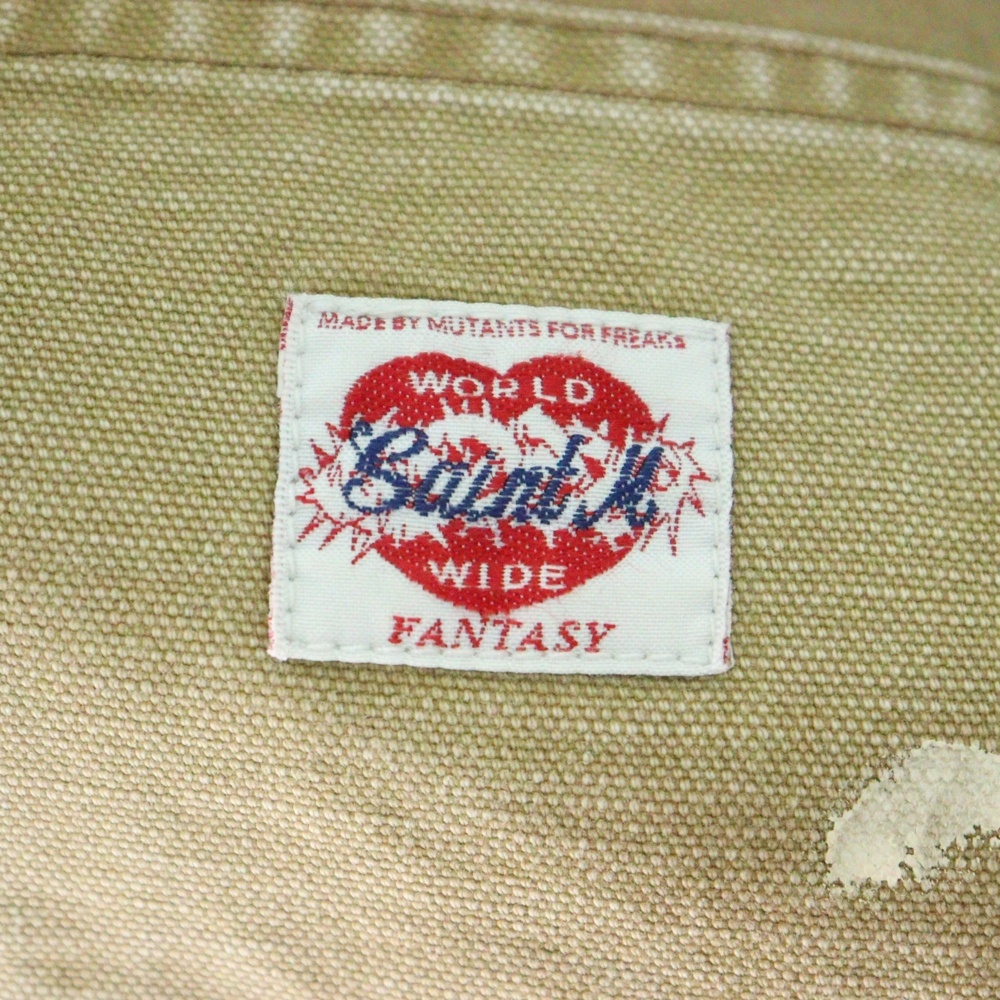 MADE BY MUTANTS FOR FREAKS
WORLD
Saint M
WIDE
FANTASY